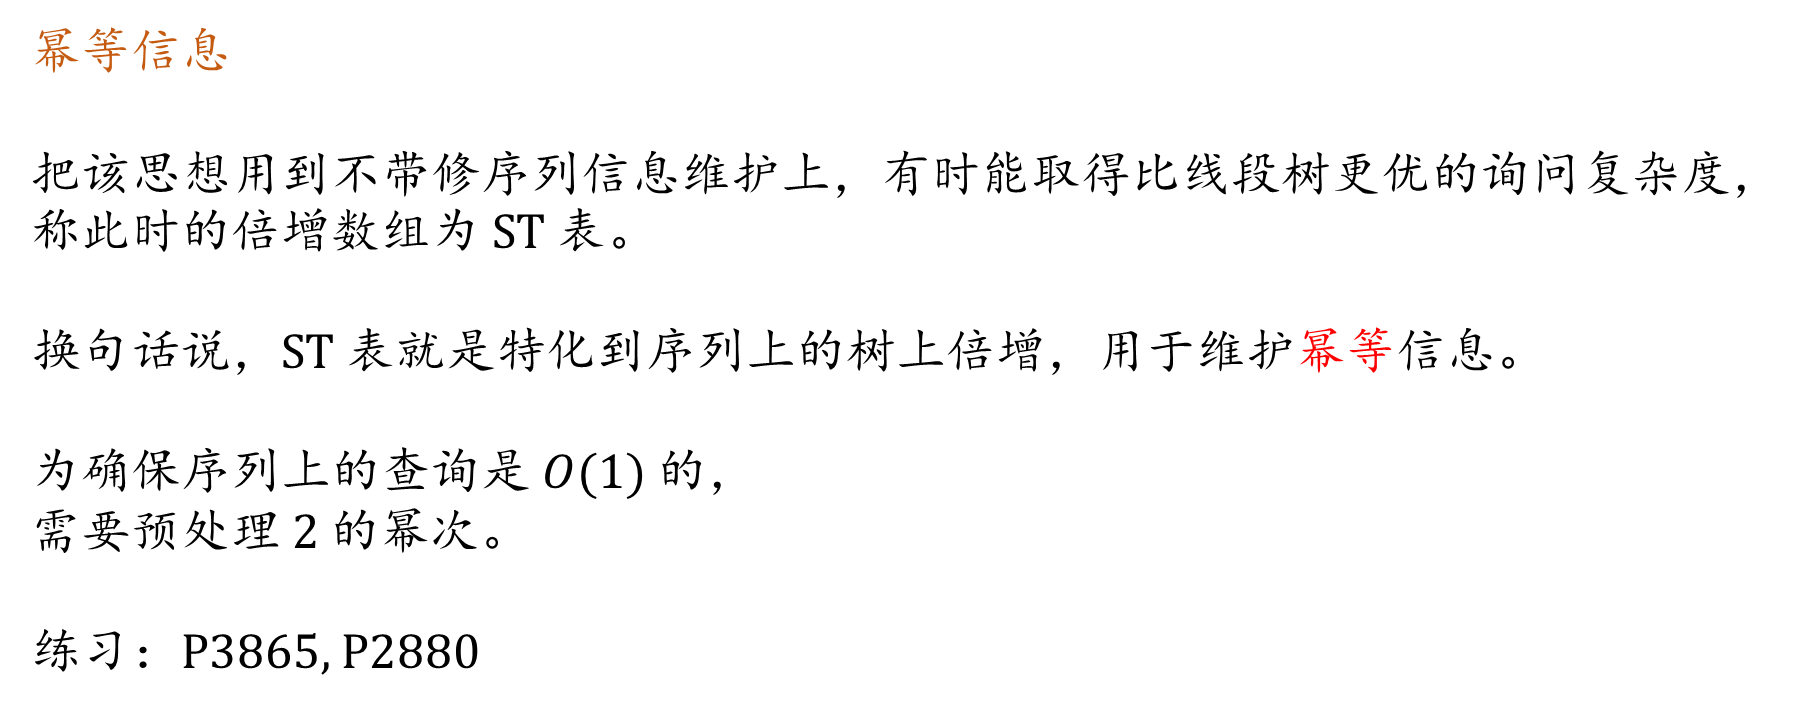 幂等信息
把该思想用到不带修序列信息维护上，有时能取得比线段树更优的询问复杂度，
称此时的倍增数组为 ST 表。
换句话说，ST 表就是特化到序列上的树上倍增，用于维护幂等信息。
为确保序列上的查询是 O(1) 的，
需要预处理 2 的幂次。
练习：P3865, P2880